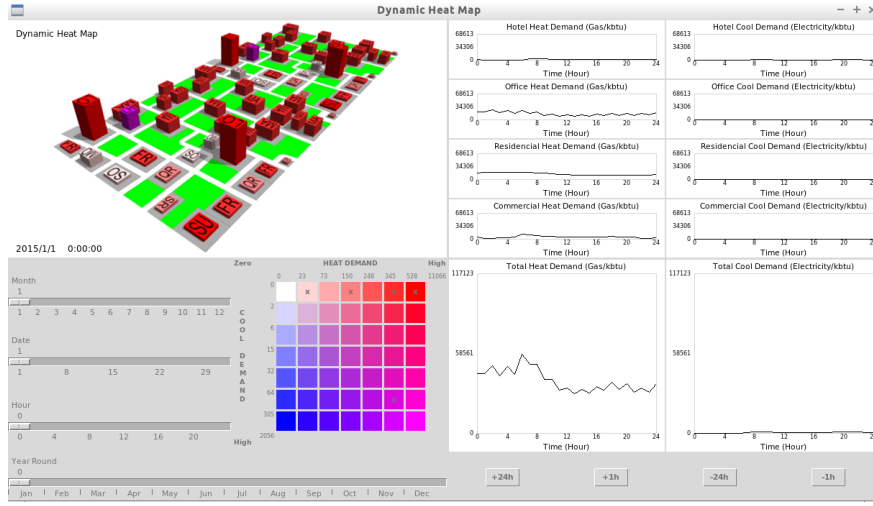 Dynamic Heat Map
Dynamic Heat Map
2015/1/1 0:00:00
Hotel Heat Demand (Gas/kbtu)
68613
34306
0
0 4 8 12 16 20 24
Time (Hour)
Hotel Cool Demand (Electricity/kbtu)
68613
34306
0
0 4 8 12 16 20 2
Time (Hour)
Office Heat Demand (Gas/kbtu)
68613
34306
0
0 4 8 12 16 20 24
Time (Hour)
Office Cool Demand (Electricity/kbtu)
68613
34306
0
0 4 8 12 16 20 2
Time (Hour)
Residencial Heat Demand (Gas/kbtu)
68613
34306
0
0 4 8 12 16 20 24
Time (Hour)
Residencial Cool Demand (Electricity/kbtu)
68613
34306
0
0 4 8 12 16 20 2
Time (Hour)
Commercial Heat Demand (Gas/kbtu)
68613
34306
0
0 4 8 12 16 20 24
Time (Hour)
Commercial Cool Demand (Electricity/kbtu)
68613
34306
0
0 4 8 12 16 20 2
Time (Hour)
Total Heat Demand (Gas/kbtu)
117123
58561
0
0 4 8 12 16 20 24
Time (Hour)
Total Cool Demand (Electricity/kbtu)
117123
58561
0
0 4 8 12 16 20 2
Time (Hour)
Month
1
1 2 3 4 5 6 7 8 9 10 11 12
Date
1
1 8 15 22 29
Hour
0
0 4 8 12 16 20
Year Round
0
Jan | Feb | Mar | Apr | May | Jun | Jul | Aug | Sep | Oct | Nov | Dec
Zero HEAT DEMAND High
0 23 73 150 248 345 528 11066
COOL DEMAND
0
2
6
15
32
64
305
2056
High
x x x x
x
+24h +1h -24h -1h